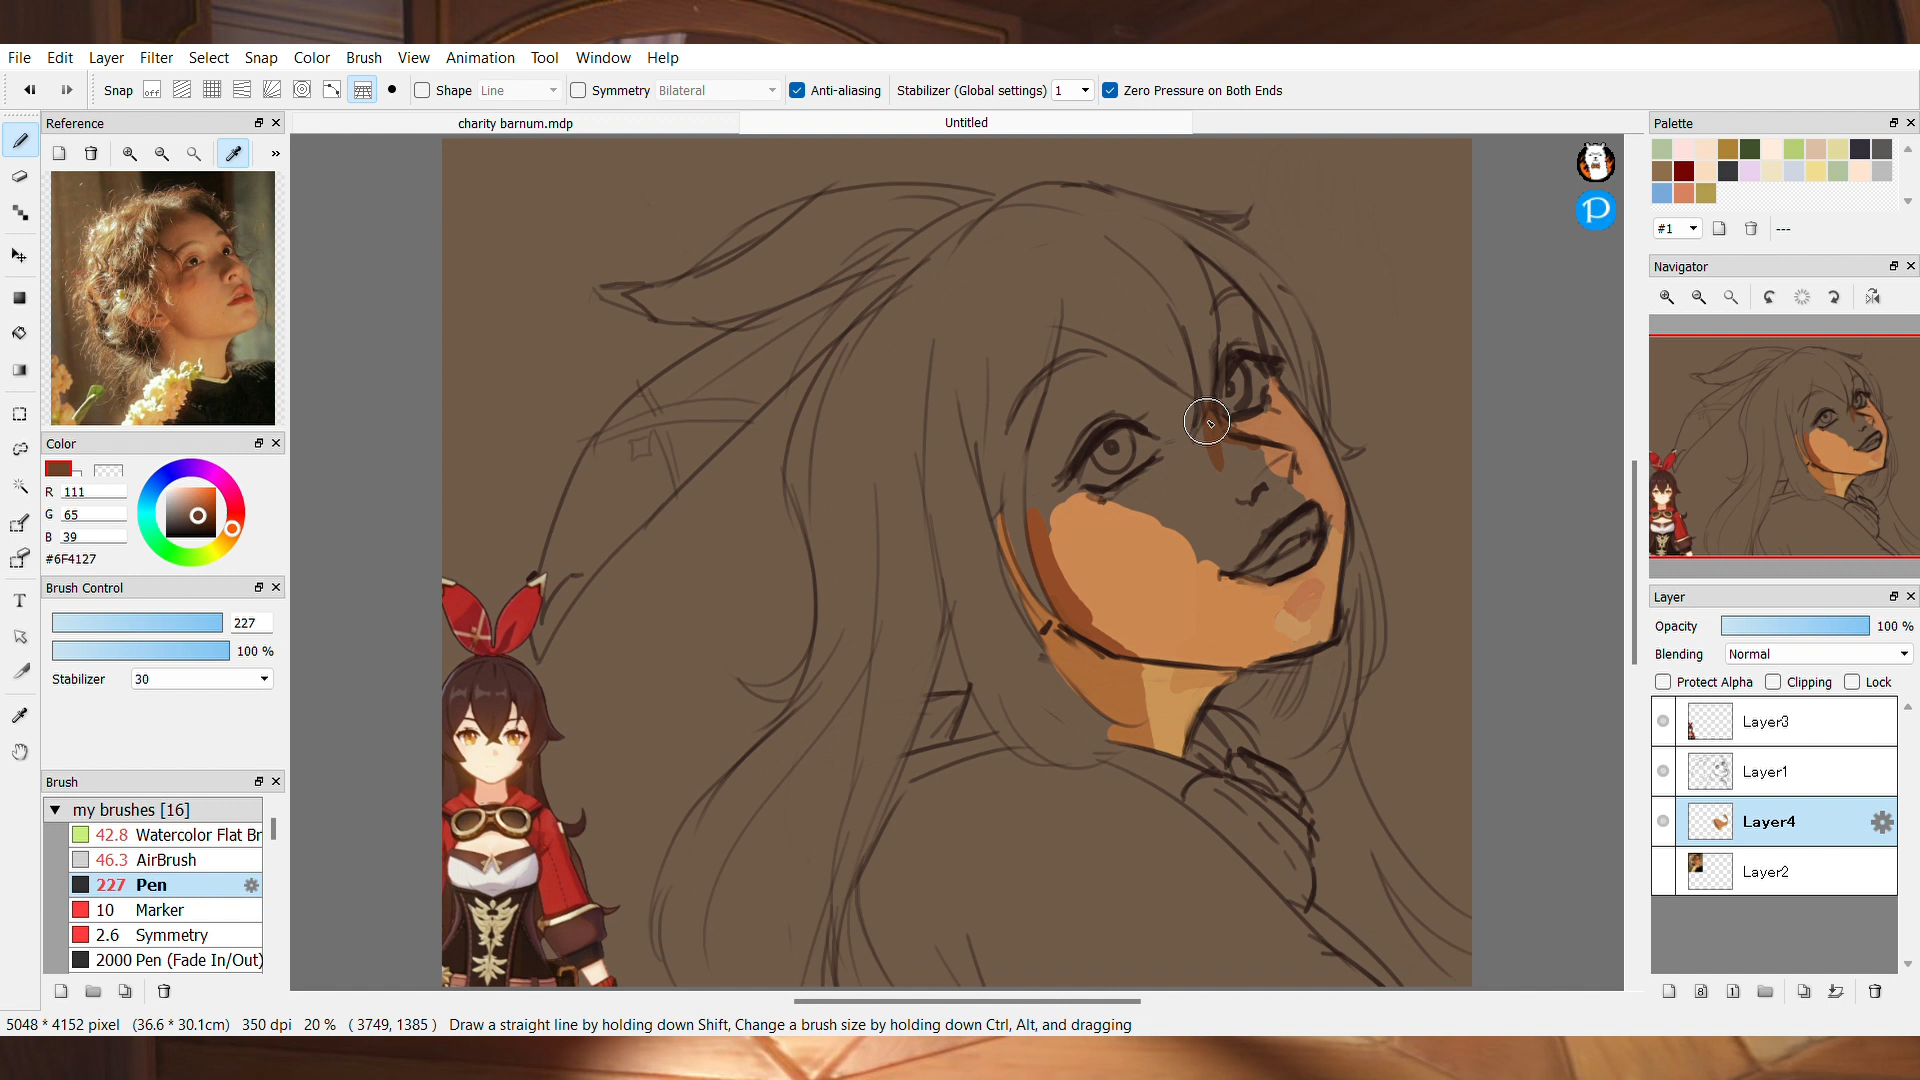 File Edit Layer Filter Select Snap Color Brush View Animation Tool Window Help
Snap off Shape Line Symmetry Bilateral Anti-aliasing Stabilizer (Global settings) 1 Zero Pressure on Both Ends
Reference
charity barnum.mdp
Untitled
Palette
#1
---
Navigator
Color
R 111
G 65
B 39
#6F4127
Brush Control
227
100 %
Stabilizer 30
Brush
my brushes [16]
42.8 Watercolor Flat Br
46.3 AirBrush
227 Pen
10 Marker
2.6 Symmetry
2000 Pen (Fade In/Out)
T
P
Layer
Opacity 100 %
Blending Normal
Protect Alpha Clipping Lock
Layer3
Layer1
Layer4
Layer2
8 1
5048 * 4152 pixel (36.6 * 30.1cm) 350 dpi 20 % ( 3749, 1385 ) Draw a straight line by holding down Shift, Change a brush size by holding down Ctrl, Alt, and dragging